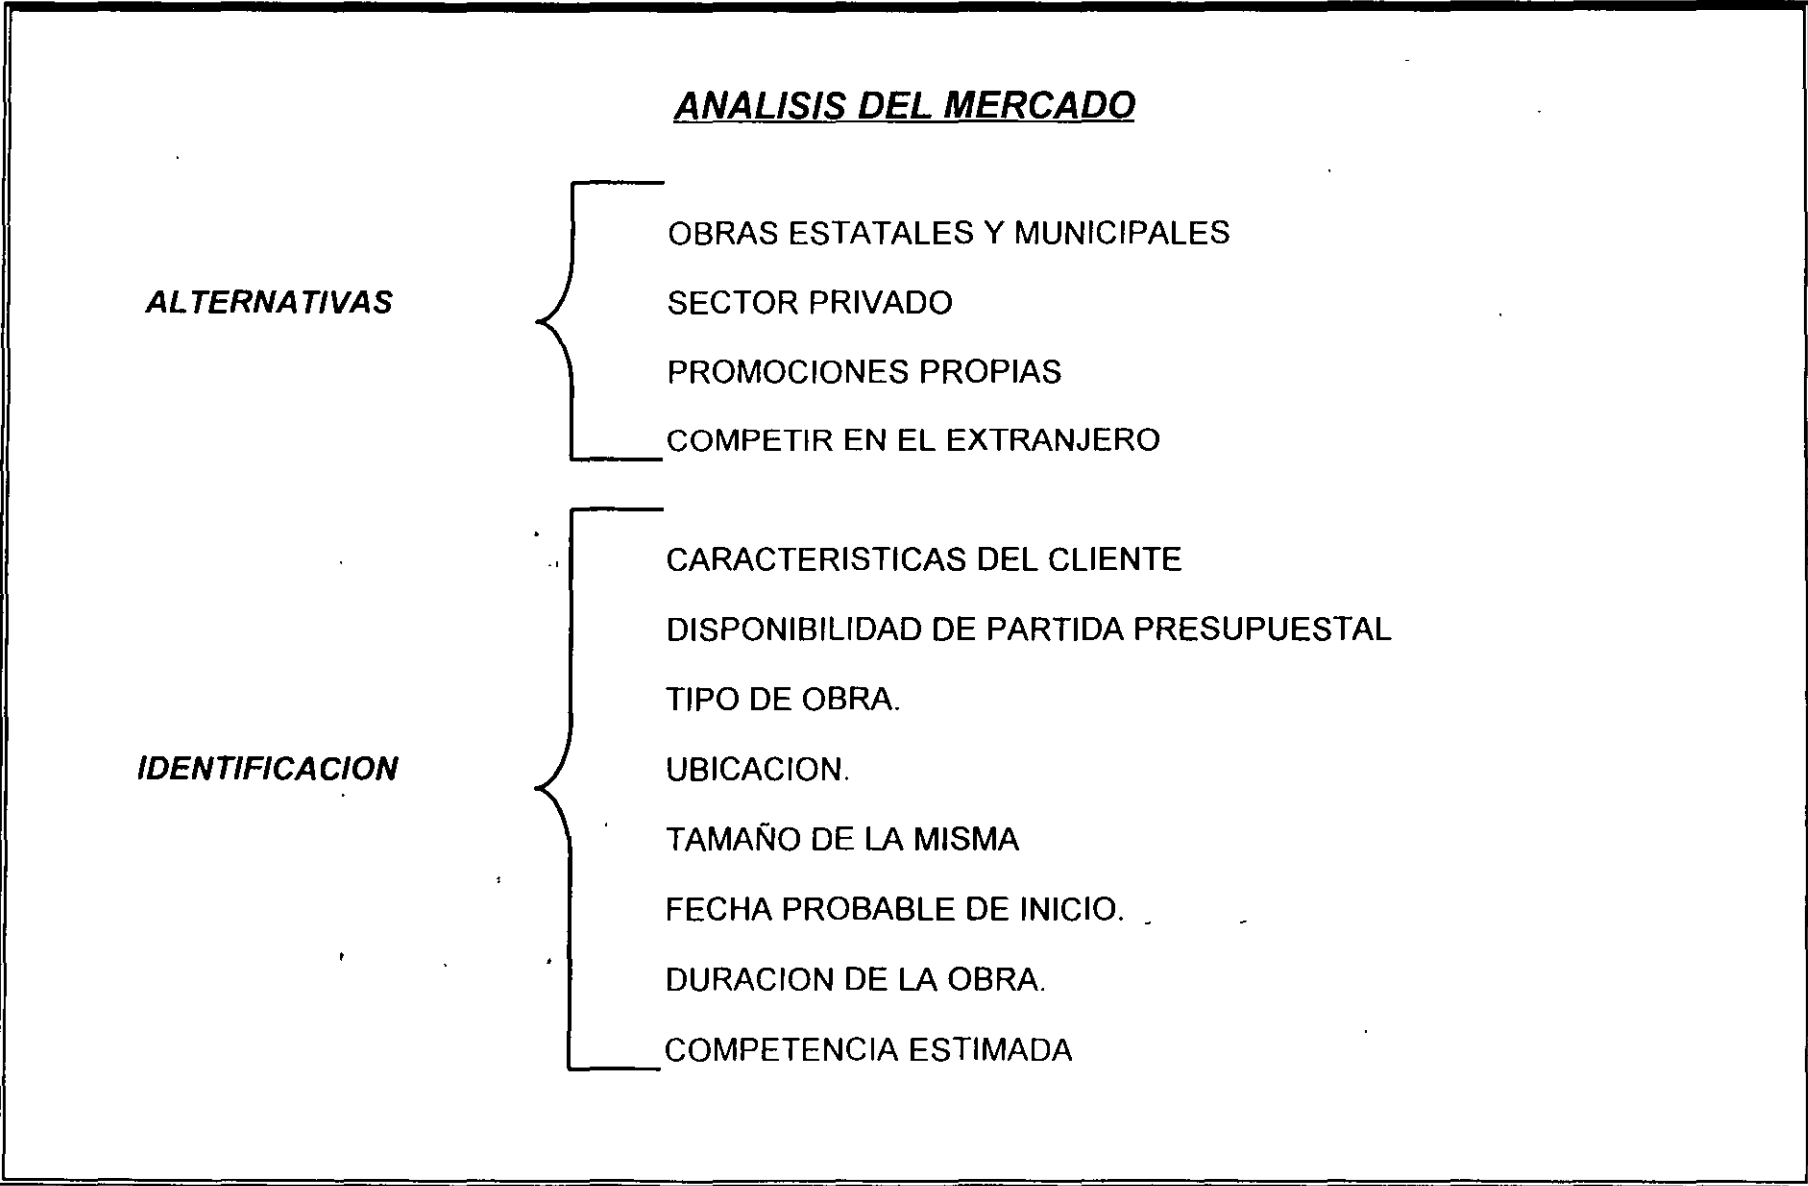 ANALISIS DEL MERCADO
ALTERNATIVAS
OBRAS ESTATALES Y MUNICIPALES
SECTOR PRIVADO
PROMOCIONES PROPIAS
COMPETIR EN EL EXTRANJERO
IDENTIFICACION
CARACTERISTICAS DEL CLIENTE
DISPONIBILIDAD DE PARTIDA PRESUPUESTAL
TIPO DE OBRA.
UBICACION.
TAMAÑO DE LA MISMA
FECHA PROBABLE DE INICIO.
DURACION DE LA OBRA.
COMPETENCIA ESTIMADA